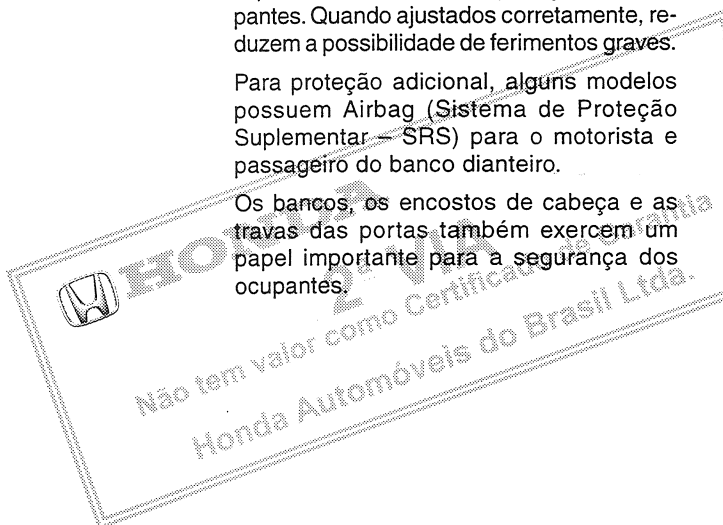 pantes. Quando ajustados corretamente, re-
duzem a possibilidade de ferimentos graves.
Para proteção adicional, alguns modelos
possuem Airbag (Sistema de Proteção
Suplementar – SRS) para o motorista e
passageiro do banco dianteiro.
Os bancos, os encostos de cabeça e as
travas das portas também exercem um
papel importante para a segurança dos
ocupantes.
HONDA
2ª VIA
Não tem valor como Certificado de Garantia
Honda Automóveis do Brasil Ltda.